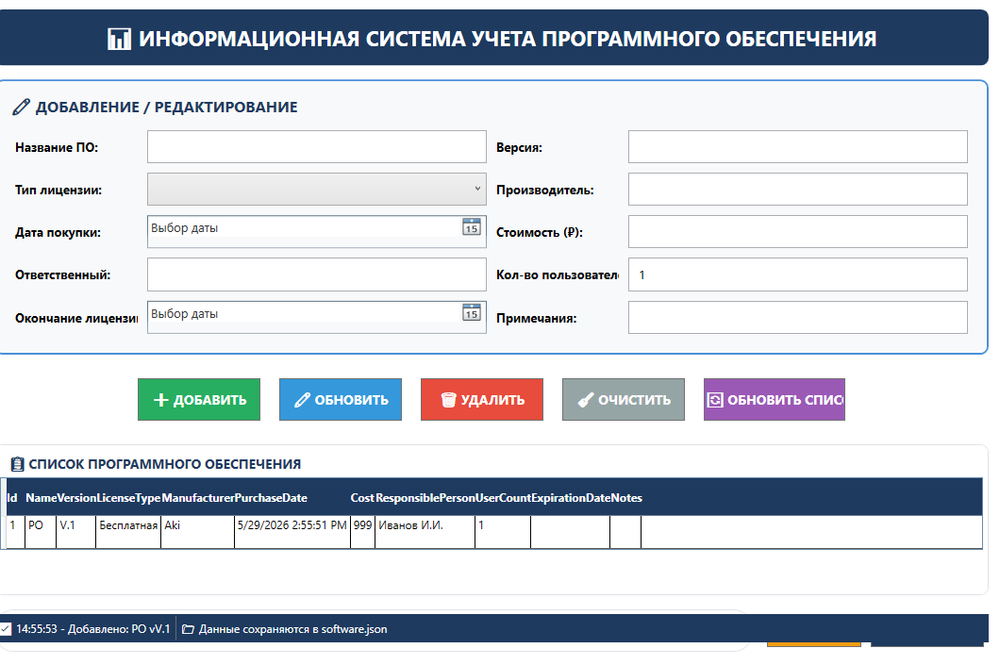 ИНФОРМАЦИОННАЯ СИСТЕМА УЧЕТА ПРОГРАММНОГО ОБЕСПЕЧЕНИЯ
ДОБАВЛЕНИЕ / РЕДАКТИРОВАНИЕ
Название ПО: Версия:
Тип лицензии: Производитель:
Дата покупки: Выбор даты 15 Стоимость (₽):
Ответственный: Кол-во пользовател 1
Окончание лицензи Выбор даты 15 Примечания:
ДОБАВИТЬ ОБНОВИТЬ УДАЛИТЬ ОЧИСТИТЬ ОБНОВИТЬ СПИС
СПИСОК ПРОГРАММНОГО ОБЕСПЕЧЕНИЯ
Id Name Version LicenseType Manufacturer PurchaseDate Cost ResponsiblePerson UserCount ExpirationDate Notes
1 PO V.1 Бесплатная Aki 5/29/2026 2:55:51 PM 999 Иванов И.И. 1
14:55:53 - Добавлено: PO vV.1 Данные сохраняются в software.json